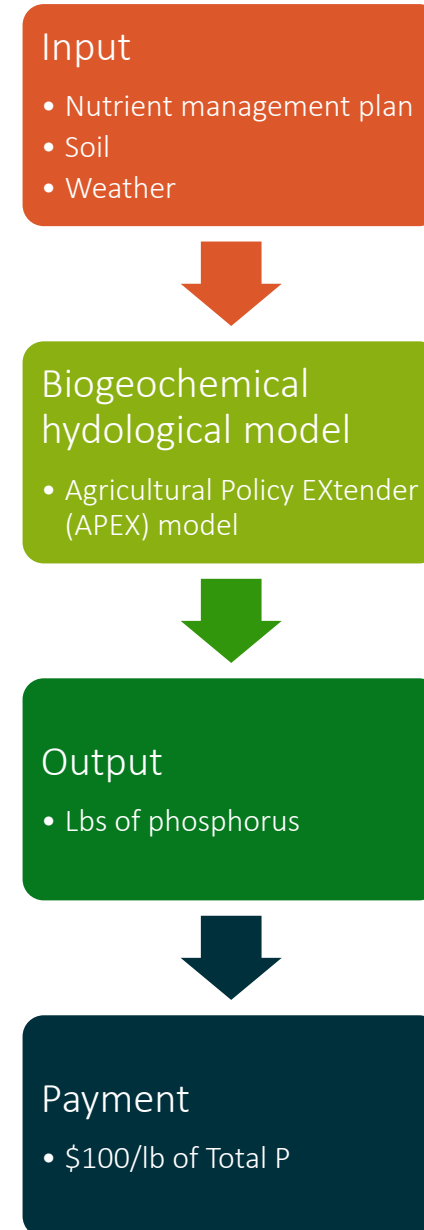 Input
• Nutrient management plan
• Soil
• Weather
Biogeochemical
hydological model
• Agricultural Policy EXtender
(APEX) model
Output
• Lbs of phosphorus
Payment
• $100/lb of Total P